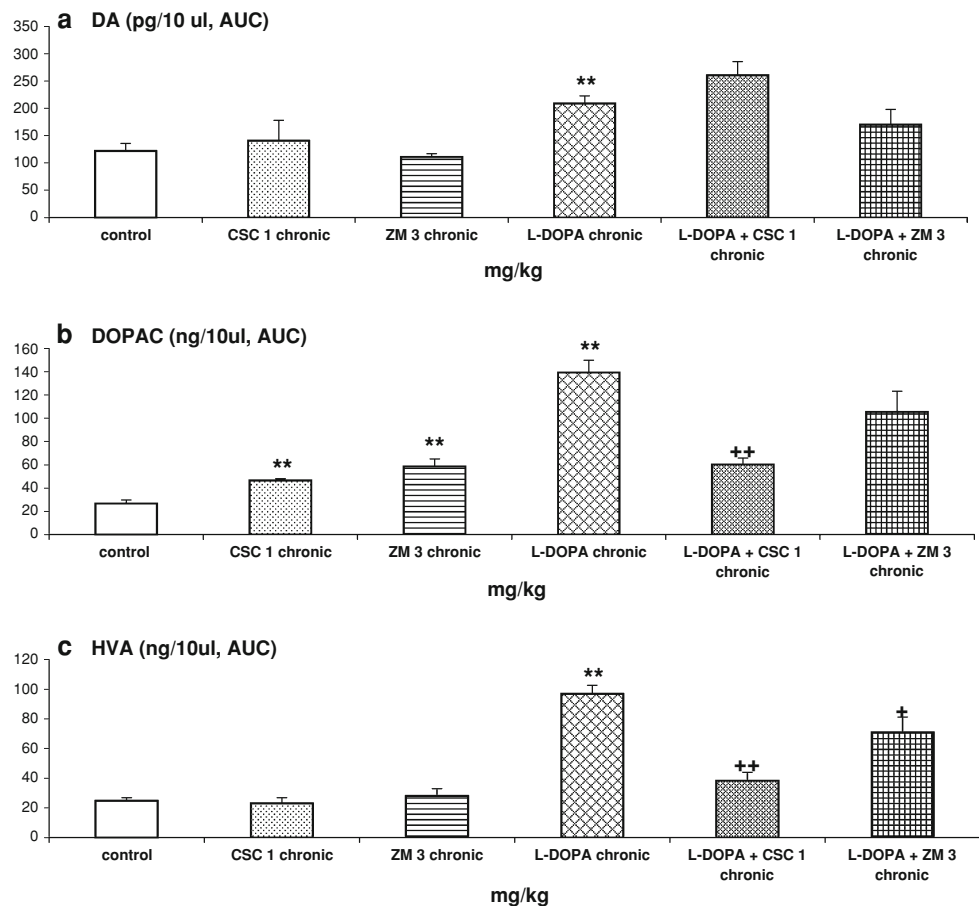 a DA (pg/10 ul, AUC)
350
300
250
200
150
100
50
0
**
control
CSC 1 chronic
ZM 3 chronic
L-DOPA chronic
L-DOPA + CSC 1
chronic
L-DOPA + ZM 3
chronic
mg/kg
b DOPAC (ng/10ul, AUC)
160
140
120
100
80
60
40
20
0
**
**
**
++
control
CSC 1 chronic
ZM 3 chronic
L-DOPA chronic
L-DOPA + CSC 1
chronic
L-DOPA + ZM 3
chronic
mg/kg
c HVA (ng/10ul, AUC)
120
100
80
60
40
20
0
**
++
+
control
CSC 1 chronic
ZM 3 chronic
L-DOPA chronic
L-DOPA + CSC 1
chronic
L-DOPA + ZM 3
chronic
mg/kg